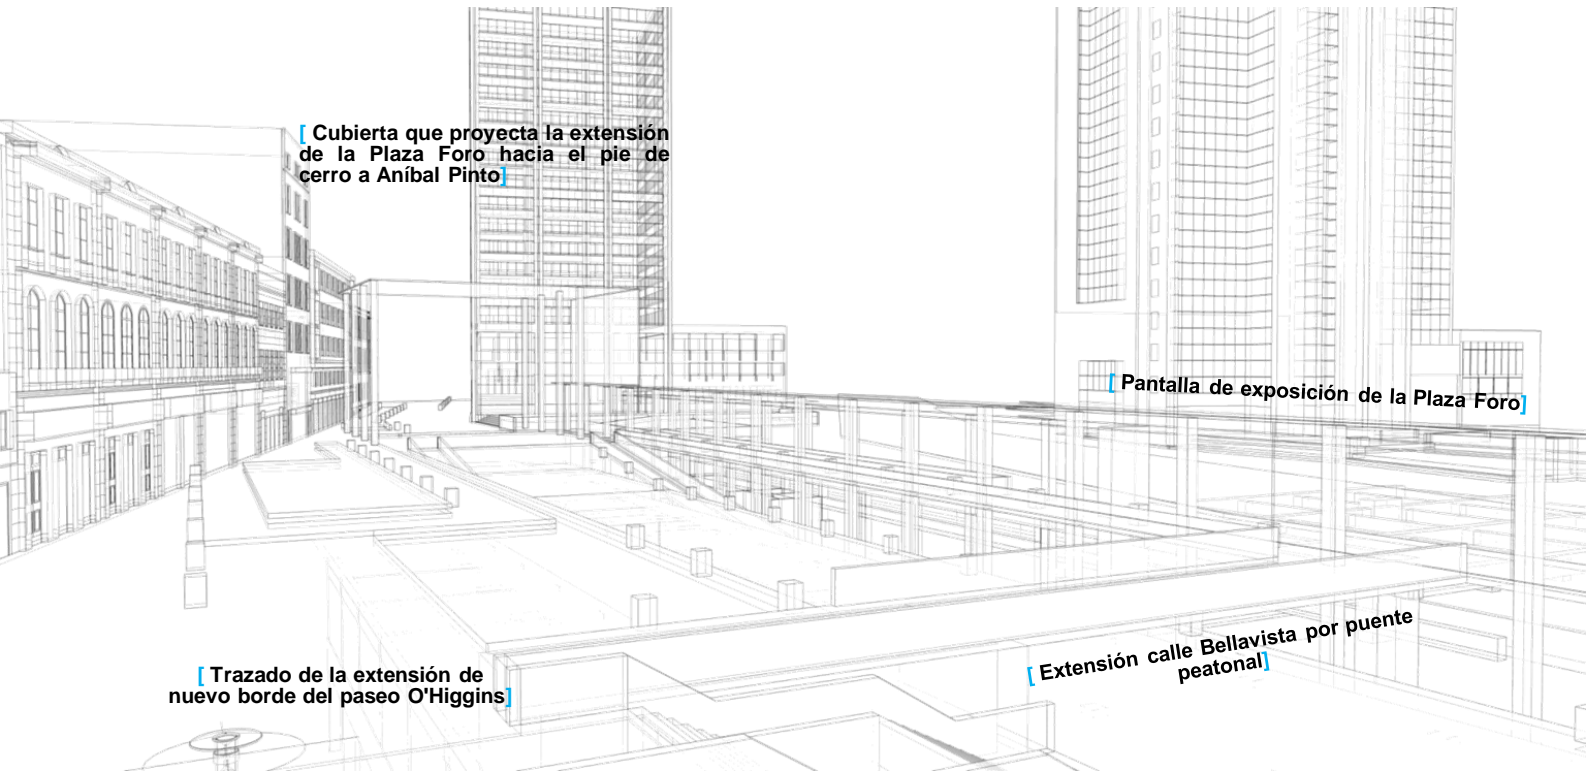 [ Cubierta que proyecta la extensión
de la Plaza Foro hacia el pie de
cerro a Aníbal Pinto]
[ Pantalla de exposición de la Plaza Foro]
[ Extensión calle Bellavista por puente
peatonal]
[ Trazado de la extensión de
nuevo borde del paseo O'Higgins]